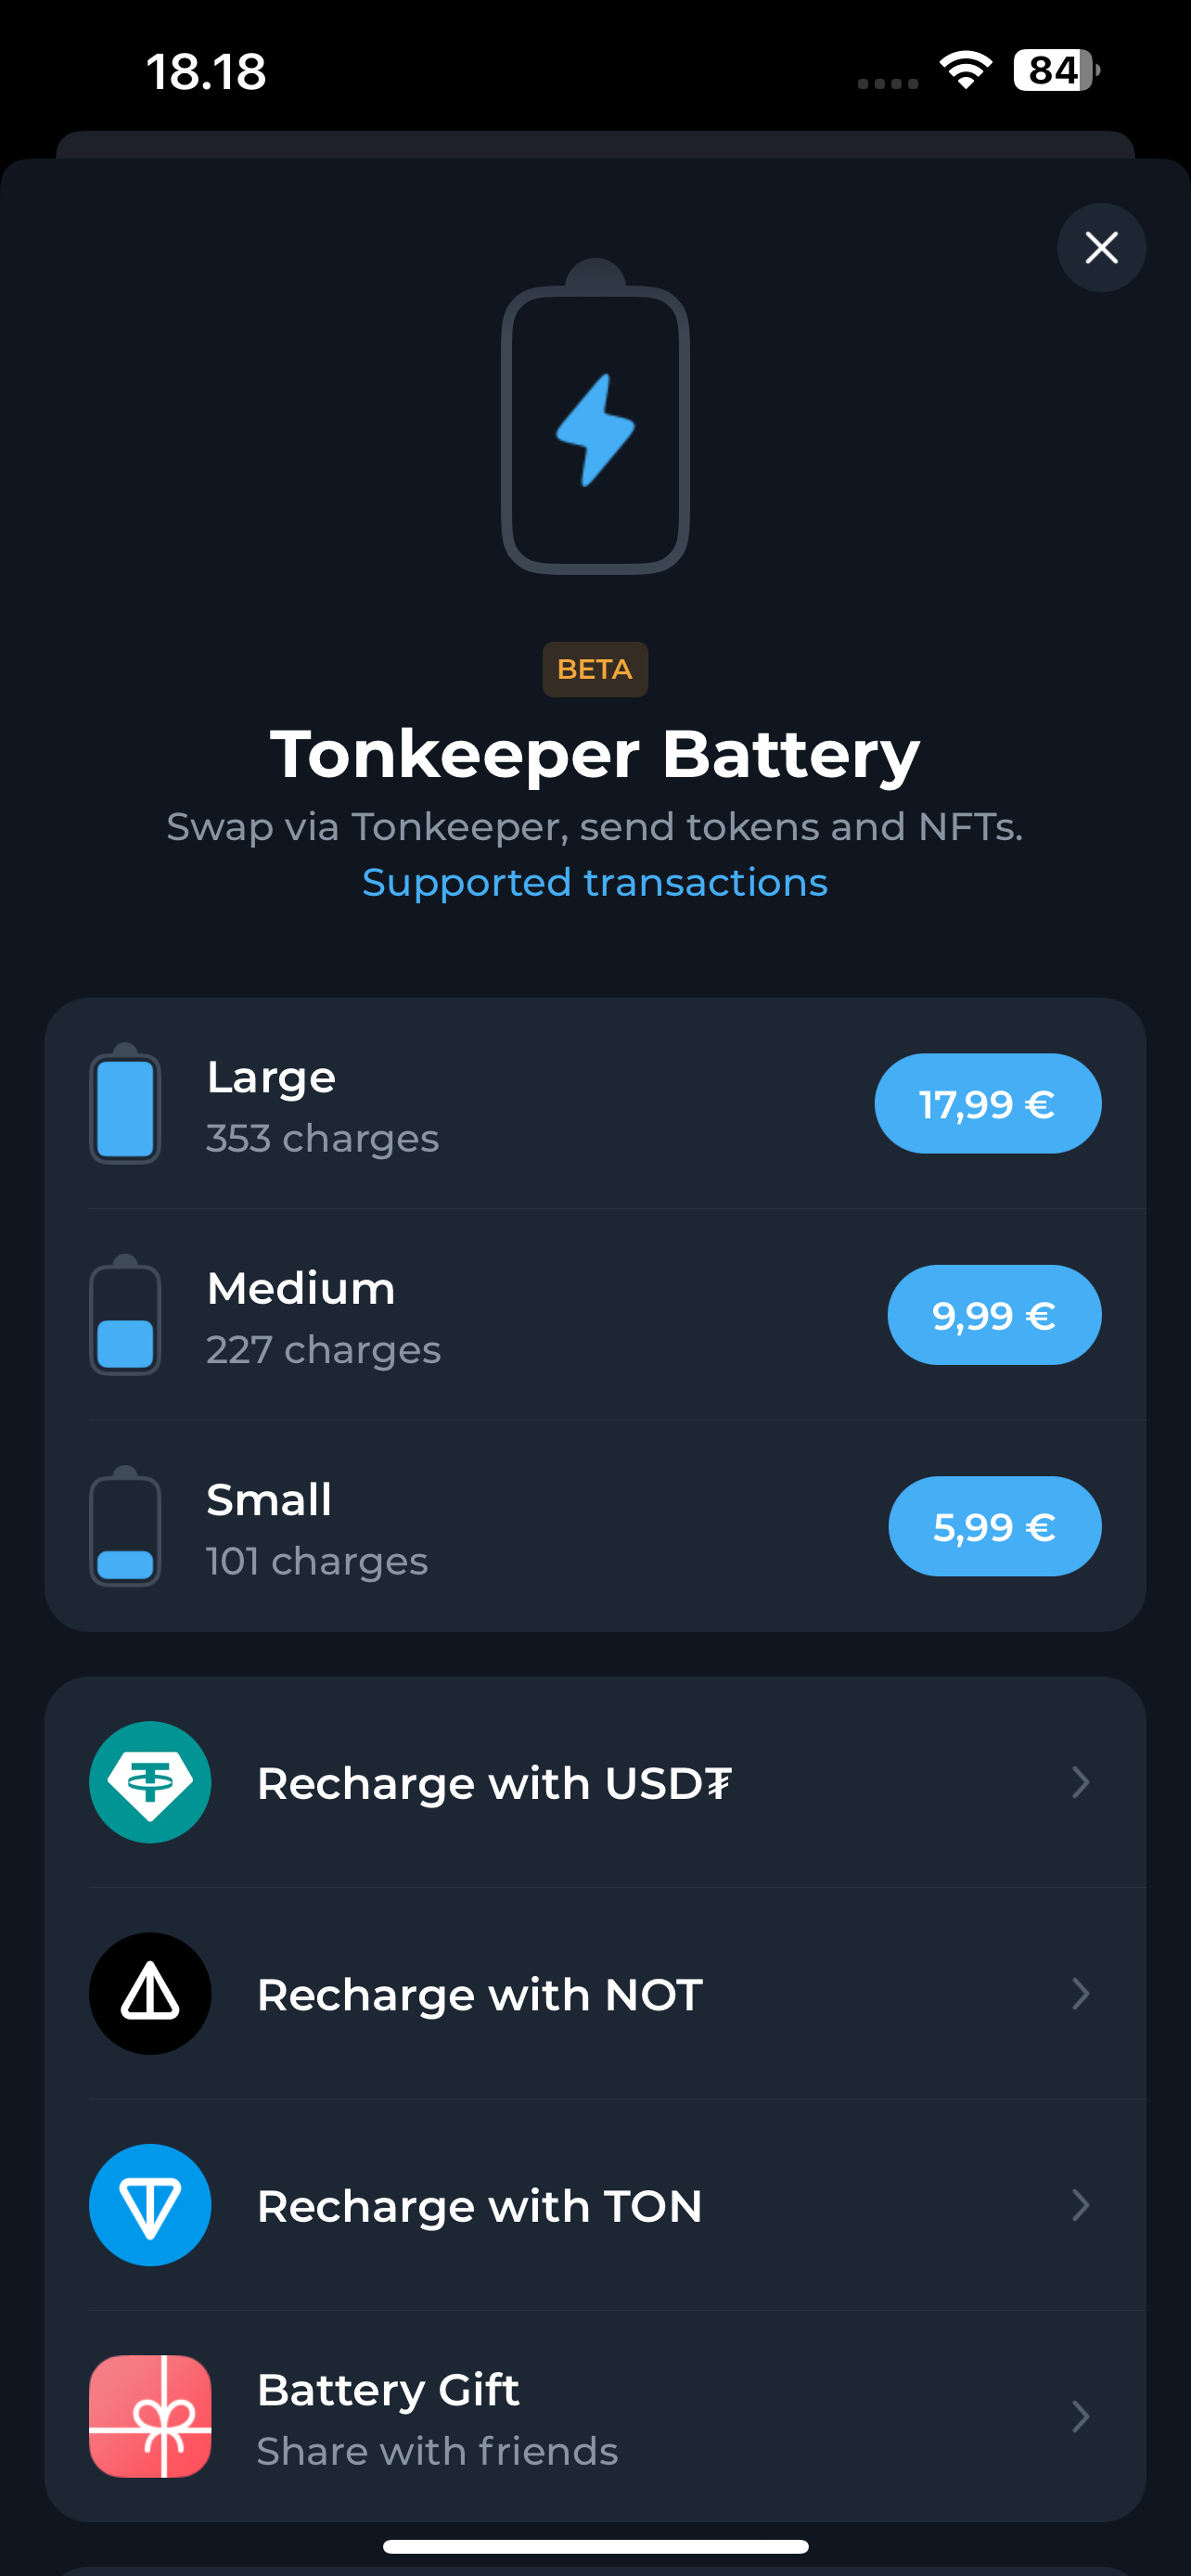 18.18
84
BETA
Tonkeeper Battery
Swap via Tonkeeper, send tokens and NFTs.
Supported transactions
Large
353 charges
17,99 €
Medium
227 charges
9,99 €
Small
101 charges
5,99 €
Recharge with USD₮
Recharge with NOT
Recharge with TON
Battery Gift
Share with friends